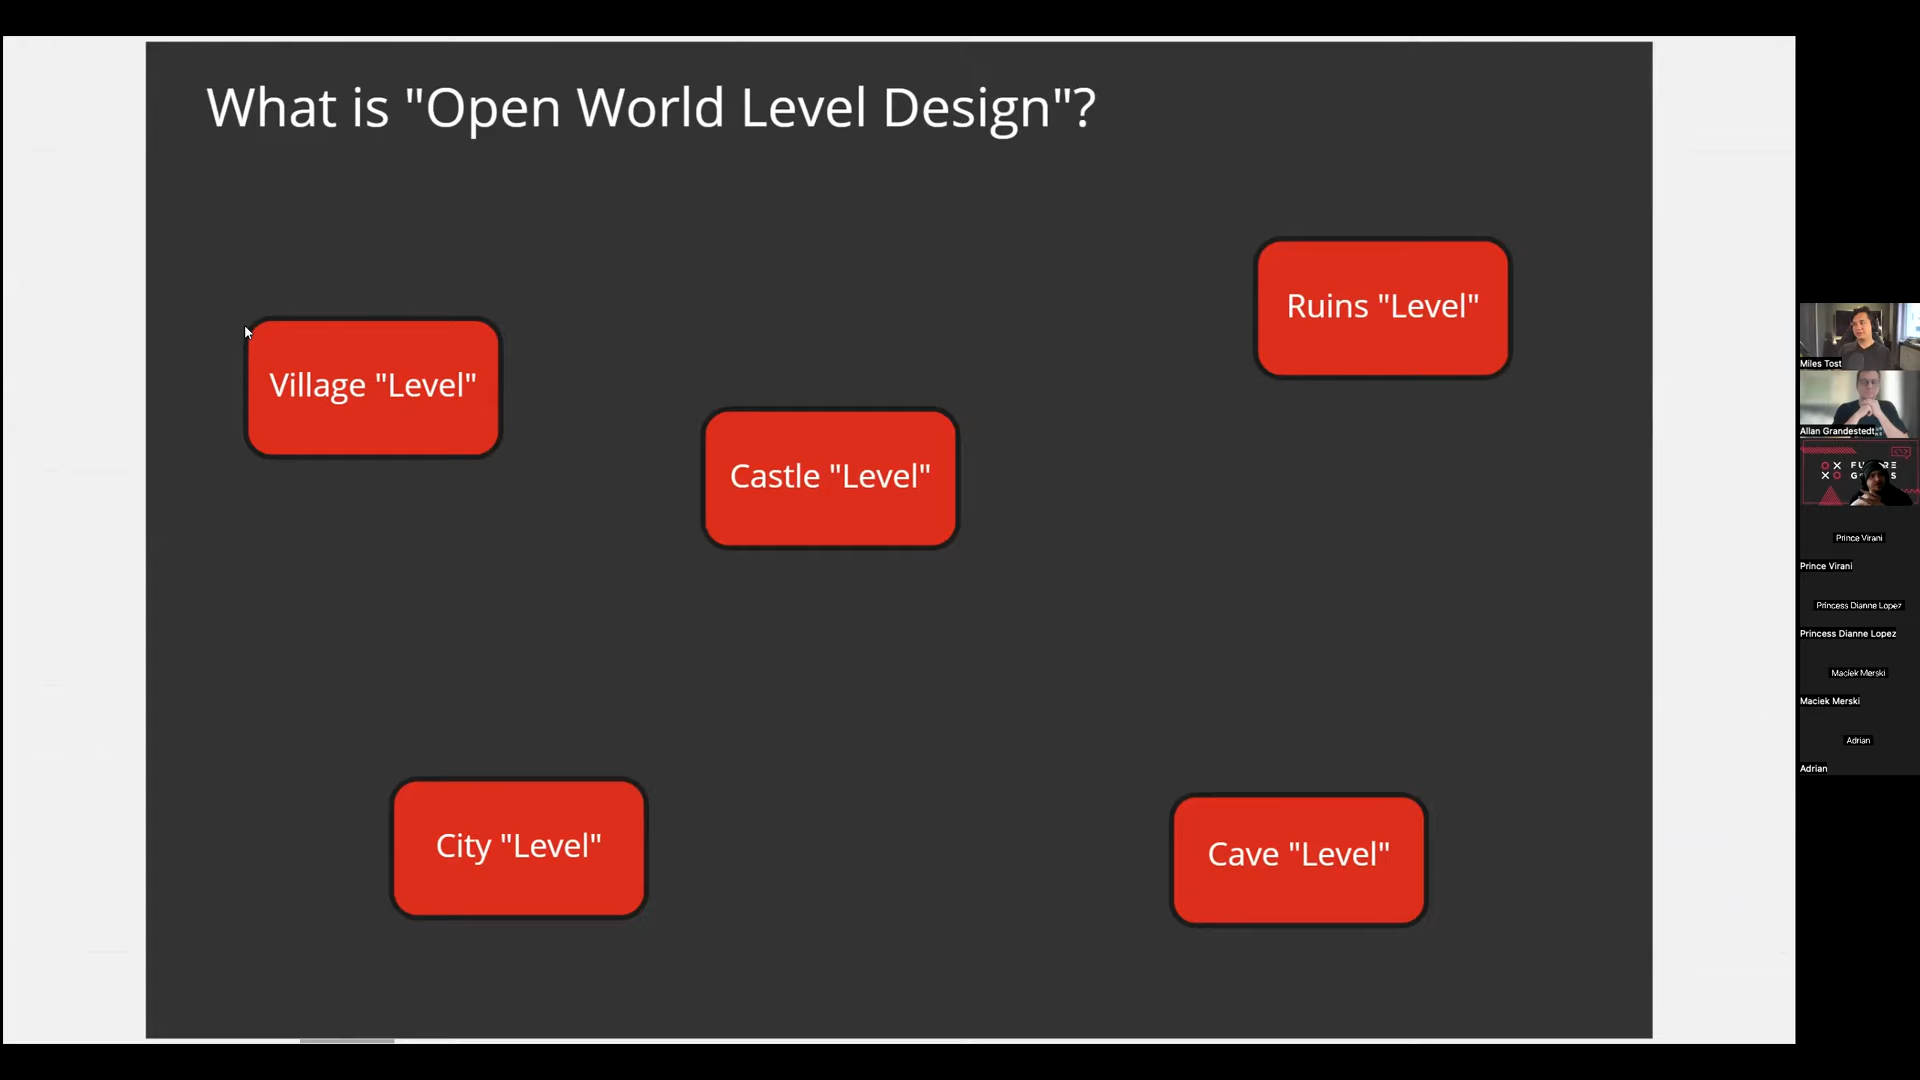 What is "Open World Level Design"?
Ruins "Level"
Village "Level"
Castle "Level"
City "Level"
Cave "Level"
Miles Tost
Allan Grandestedt
Prince Virani
Prince Virani
Princess Dianne Lopez
Princess Dianne Lopez
Maciek Merski
Maciek Merski
Adrian
Adrian